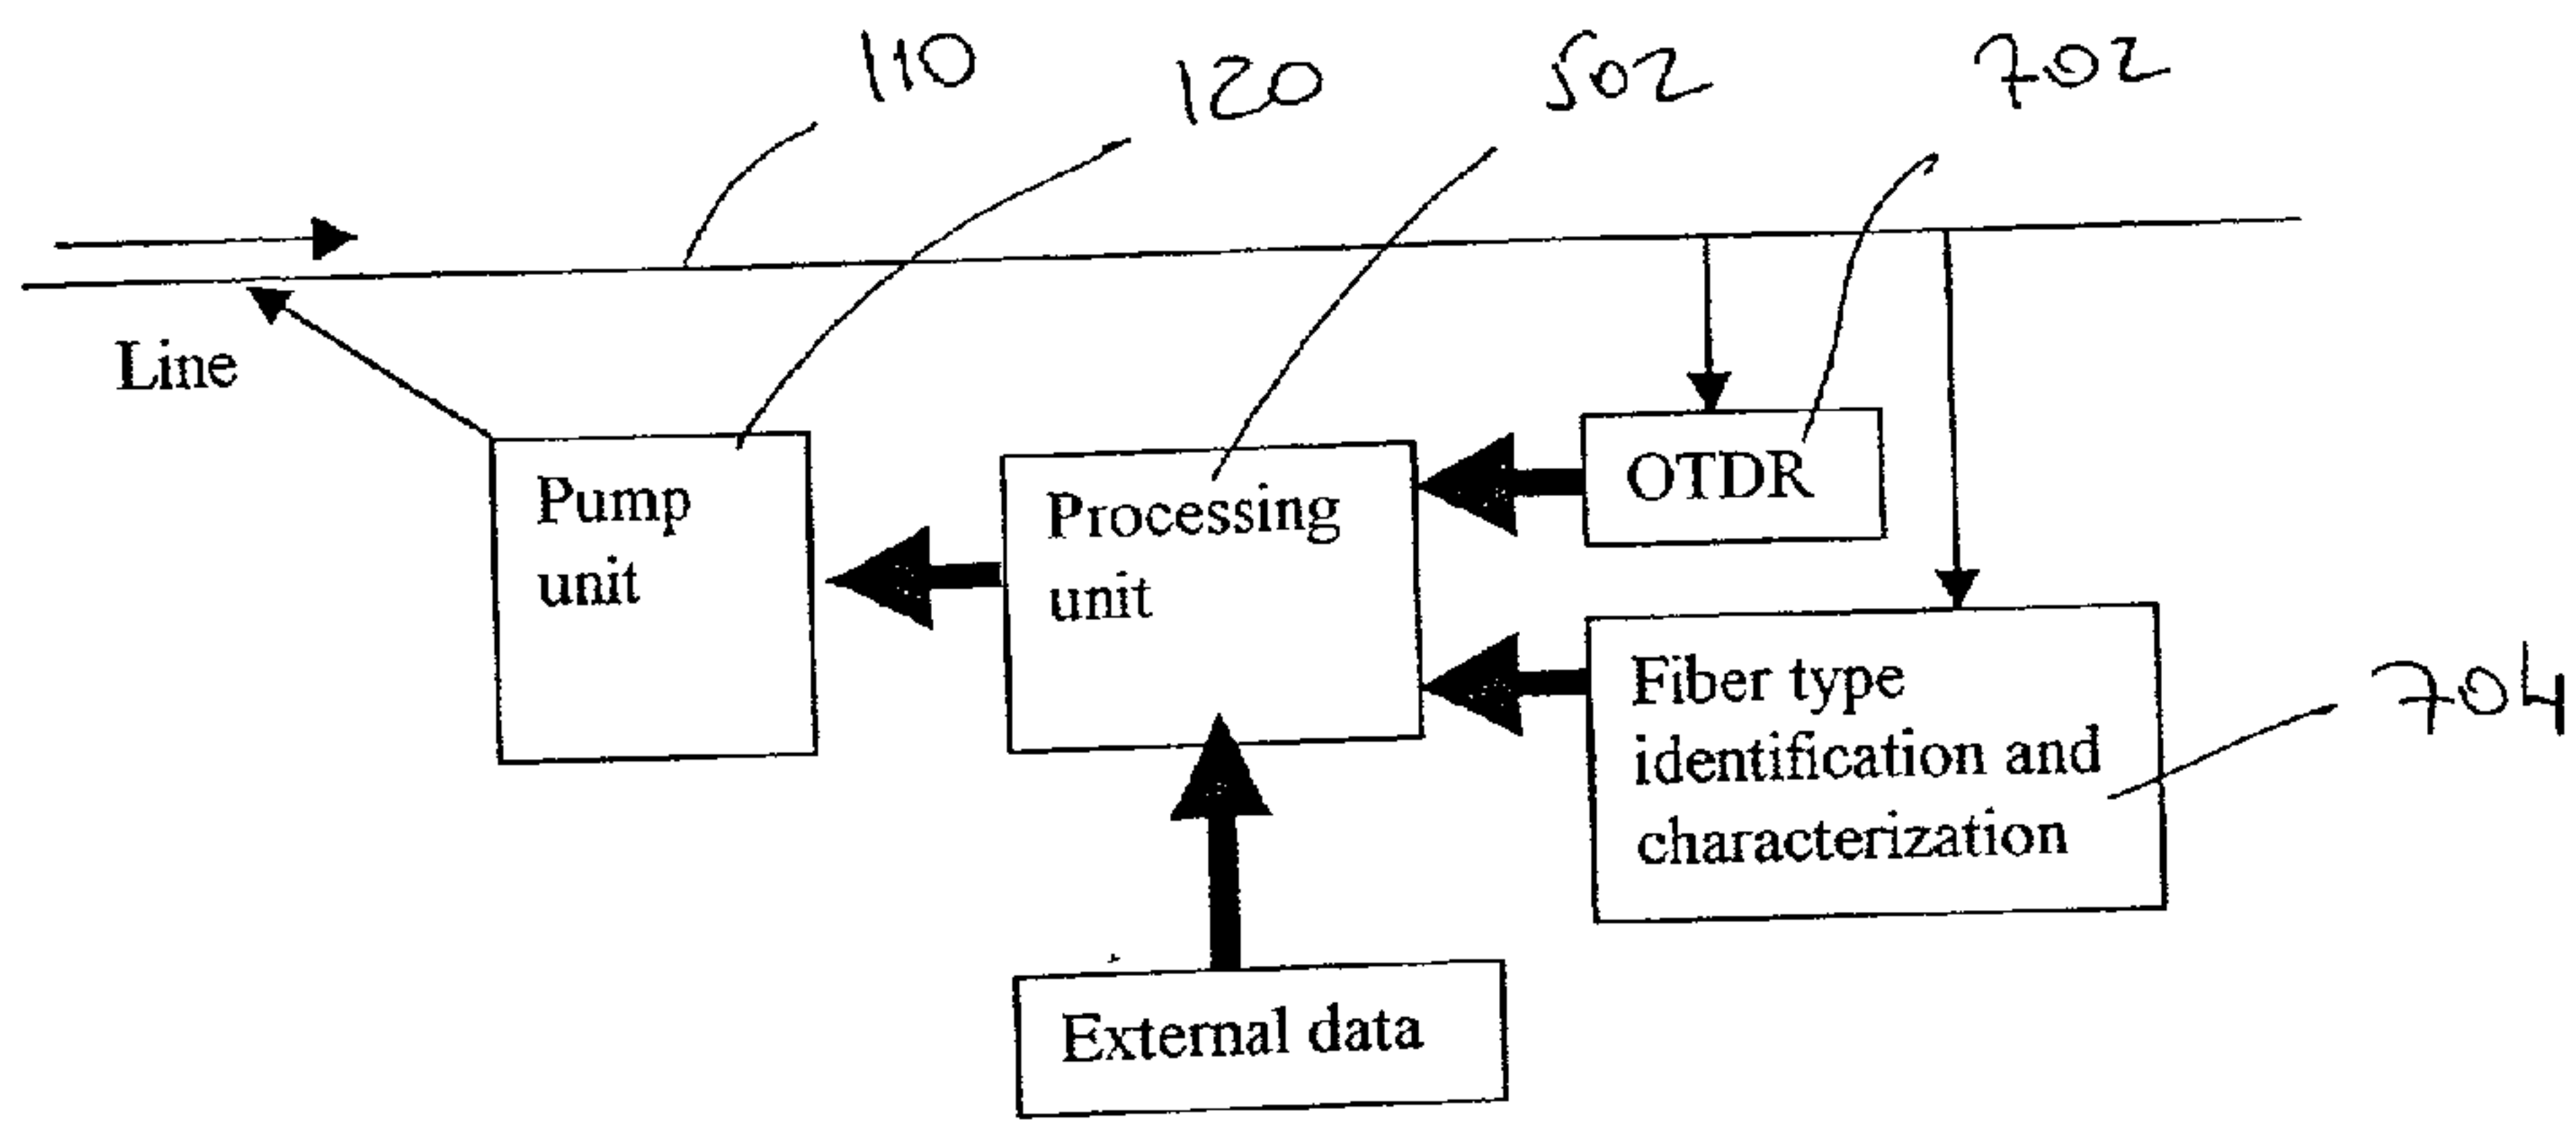 110
120
502
702
Line
Pump
unit
Processing
unit
OTDR
Fiber type
identification and
characterization
704
External data